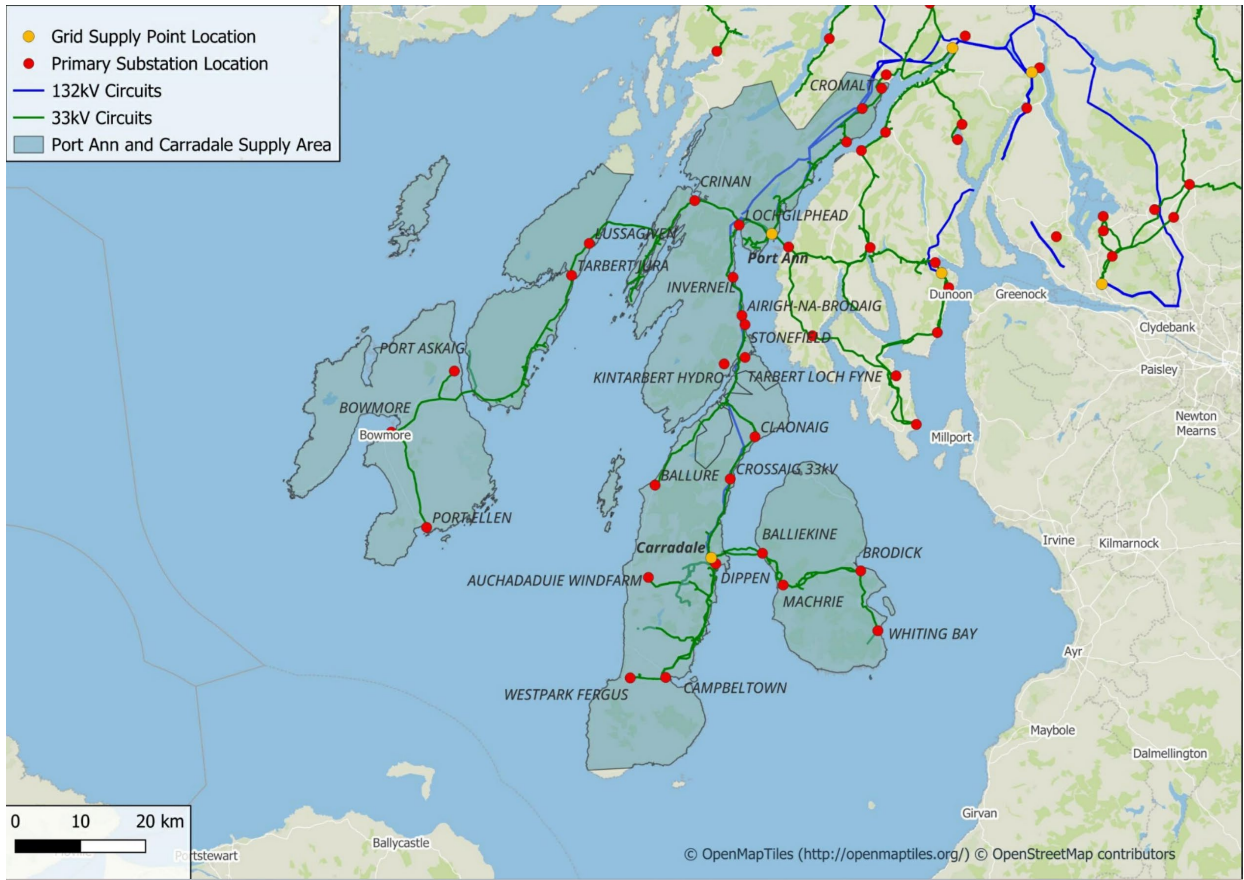 Grid Supply Point Location
Primary Substation Location
132kV Circuits
33kV Circuits
Port Ann and Carradale Supply Area
CROMALT
CRINAN
LOCHGILPHEAD
LUSSAGIVEN
Port Ann
TARBERT JURA
INVERNEIL
Dunoon
Greenock
AIRIGH-NA-BRODAIG
Clydebank
STONEFIELD
PORT ASKAIG
KINTARBERT HYDRO
TARBERT LOCH FYNE
Paisley
BOWMORE
Bowmore
Newton
Mearns
CLAONAIG
Millport
BALLURE
CROSSAIG 33kV
PORT ELLEN
Irvine
Kilmarnock
Carradale
BALLIEKINE
BRODICK
AUCHADADUIE WINDFARM
DIPPEN
MACHRIE
WHITING BAY
Ayr
WESTPARK FERGUS
CAMPBELTOWN
Maybole
Dalmellington
Girvan
0 10 20 km
Ballycastle
Portstewart
© OpenMapTiles (http://openmaptiles.org/) © OpenStreetMap contributors